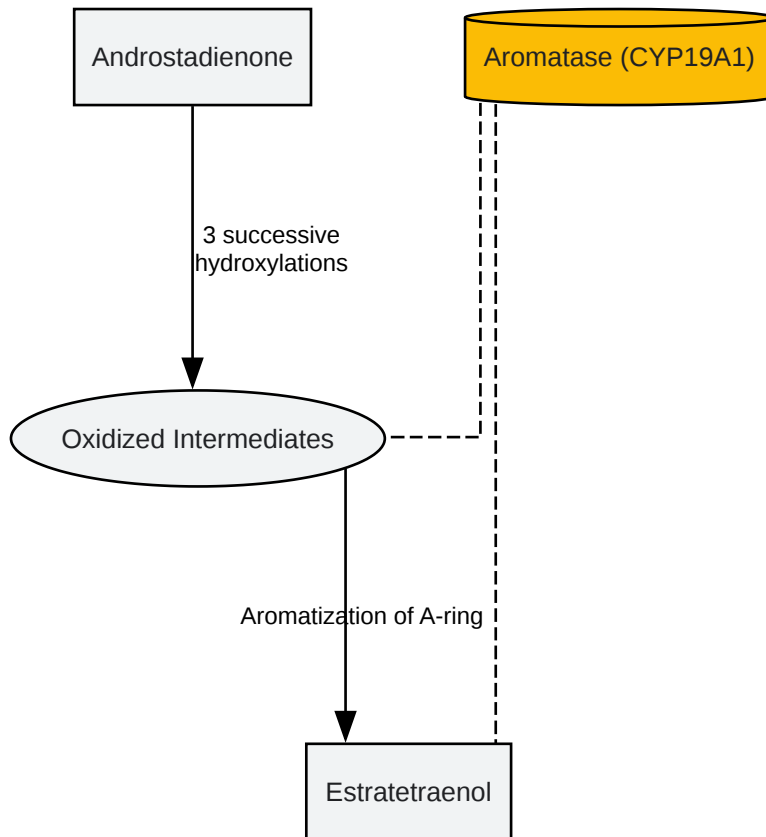 Androstadienone
Aromatase (CYP19A1)
3 successive
hydroxylations
Oxidized Intermediates
Aromatization of A-ring
Estratetraenol